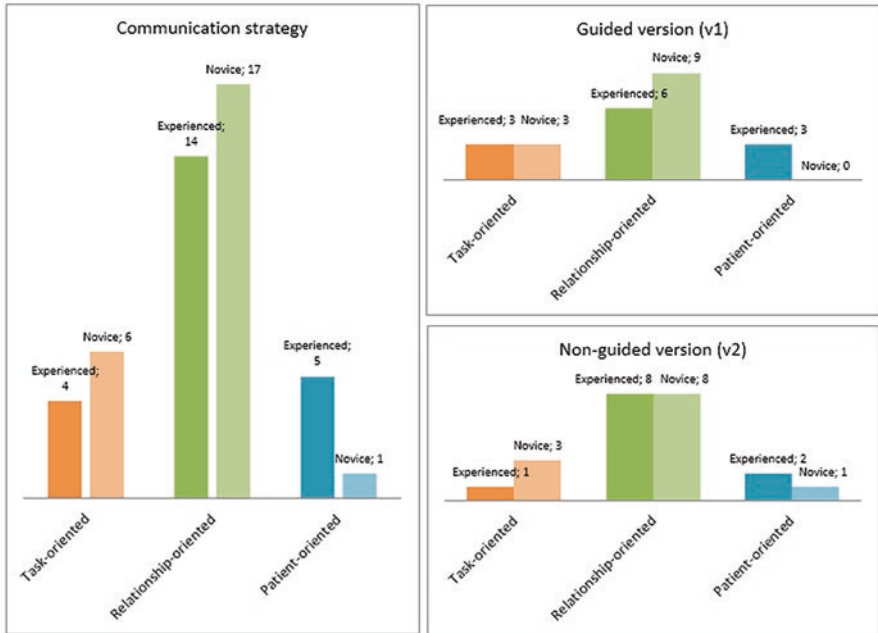 Communication strategy
Novice; 17
Experienced;
14
Novice; 6
Experienced;
4
Experienced;
5
Novice; 1
Task-oriented
Relationship-oriented
Patient-oriented
Guided version (v1)
Novice; 9
Experienced; 6
Experienced; 3
Novice; 3
Experienced; 3
Novice; 0
Task-oriented
Relationship-oriented
Patient-oriented
Non-guided version (v2)
Experienced; 8
Novice; 8
Novice; 3
Experienced; 1
Experienced; 2
Novice; 1
Task-oriented
Relationship-oriented
Patient-oriented